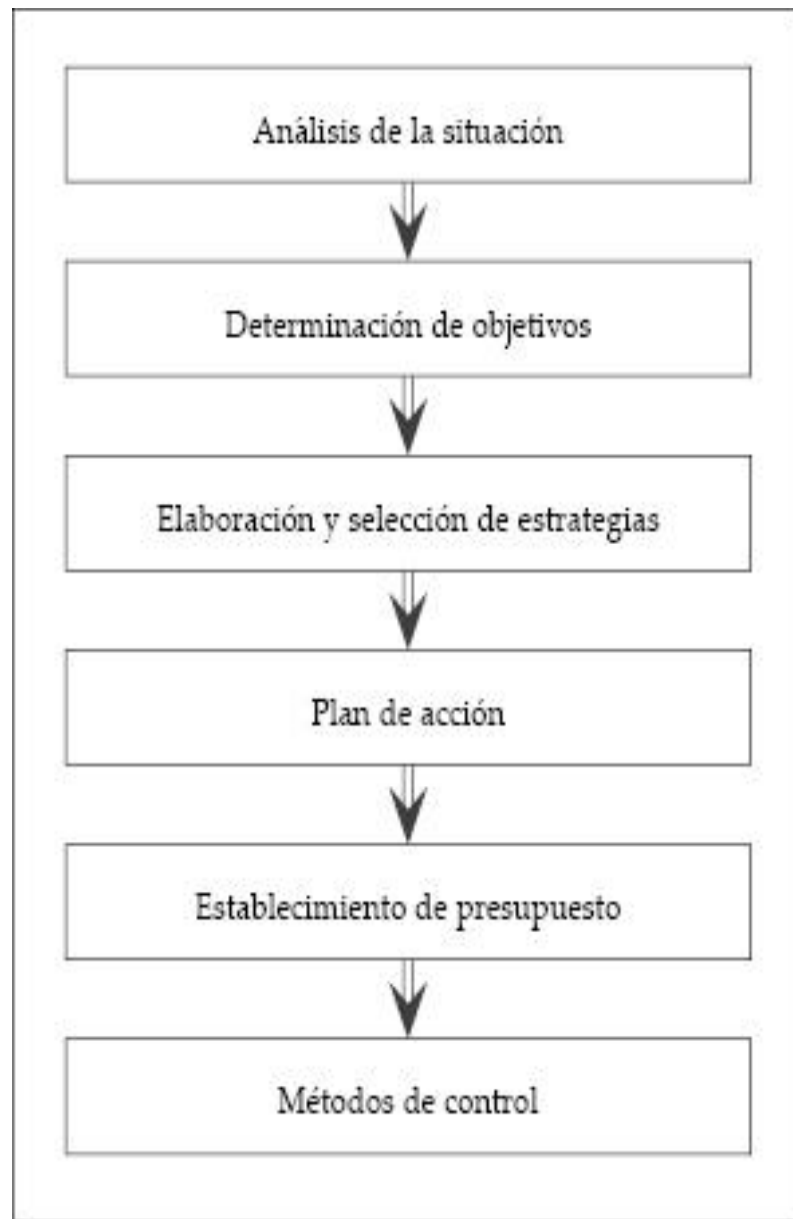 Análisis de la situación
Determinación de objetivos
Elaboración y selección de estrategias
Plan de acción
Establecimiento de presupuesto
Métodos de control